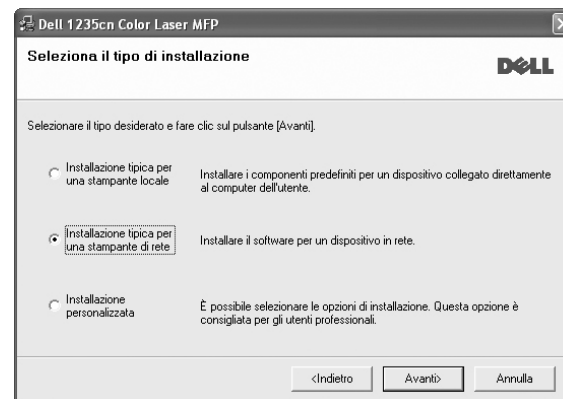 Dell 1235cn Color Laser MFP
Seleziona il tipo di installazione
DELL
Selezionare il tipo desiderato e fare clic sul pulsante [Avanti].
Installazione tipica per
una stampante locale
Installare i componenti predefiniti per un dispositivo collegato direttamente
al computer dell'utente.
Installazione tipica per
una stampante di rete
Installare il software per un dispositivo in rete.
Installazione
personalizzata
È possibile selezionare le opzioni di installazione. Questa opzione è
consigliata per gli utenti professionali.
<Indietro
Avanti>
Annulla